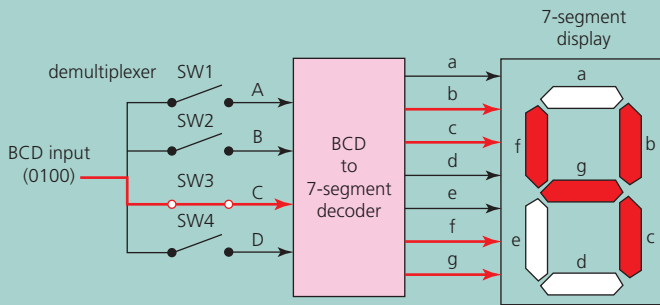 7-segment
display
demultiplexer
SW1
A
SW2
B
BCD input
(0100)
SW3
C
SW4
D
BCD
to
7-segment
decoder
a
b
c
d
e
f
g
a
f
b
g
e
c
d